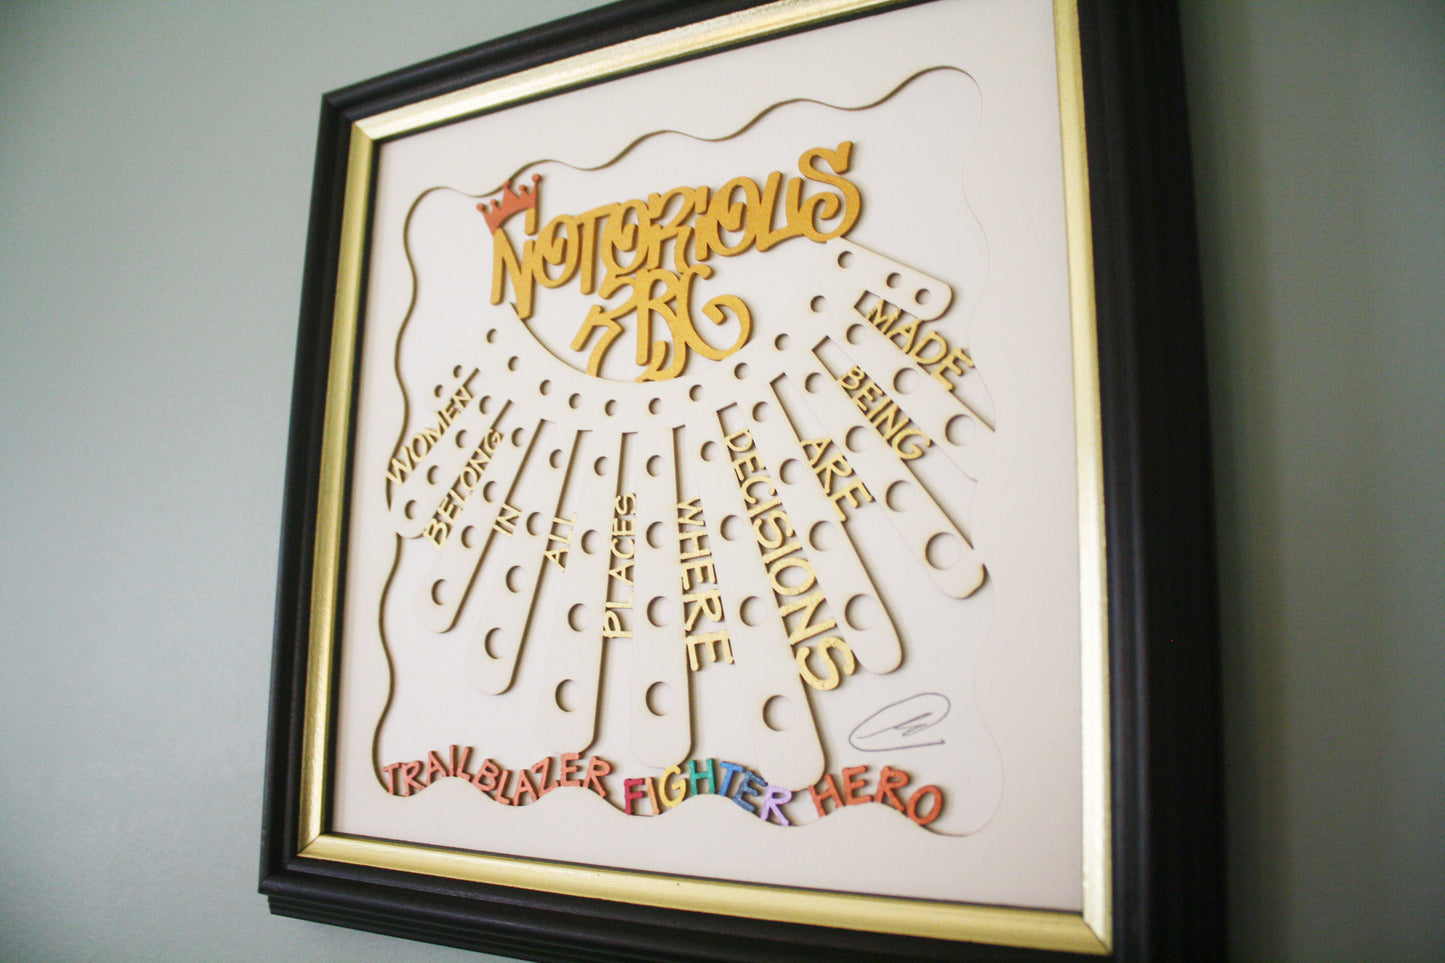 NOTORIOUS
RBG
WOMEN
BELONG
IN
ALL
PLACES
WHERE
DECISIONS
ARE
BEING
MADE
TRAILBLAZER FIGHTER HERO